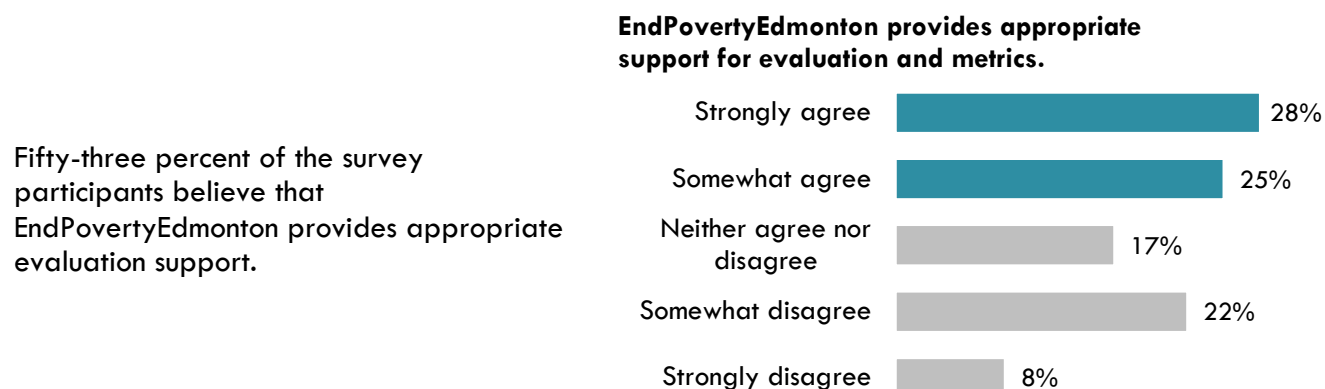 EndPovertyEdmonton provides appropriate
support for evaluation and metrics.
Fifty-three percent of the survey
participants believe that
EndPovertyEdmonton provides appropriate
evaluation support.
Strongly agree 28%
Somewhat agree 25%
Neither agree nor
disagree 17%
Somewhat disagree 22%
Strongly disagree 8%